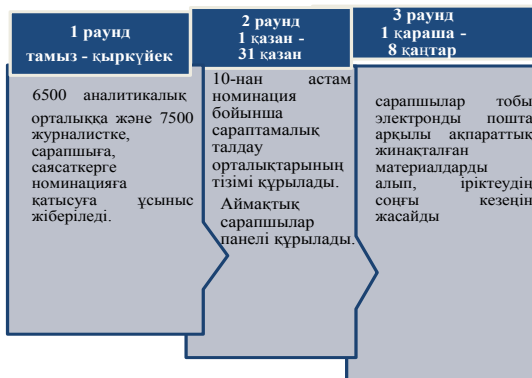 1 раунд
тамыз - қыркүйек
6500 аналитикалық
орталыққа және 7500
журналистке,
сарапшыға,
саясаткерге
номинацияға
қатысуға ұсыныс
жіберіледі.
2 раунд
1 қазан -
31 қазан
10-нан астам
номинация
бойынша
сараптамалық
талдау
орталықтарының
тізімі құрылады.
Аймақтық
сарапшылар
панелі құрылады.
3 раунд
1 қараша -
8 қаңтар
сарапшылар тобы
электронды пошта
арқылы ақпараттық
жинақталған
материалдарды
алып, іріктеудің
соңғы кезеңін
жасайды